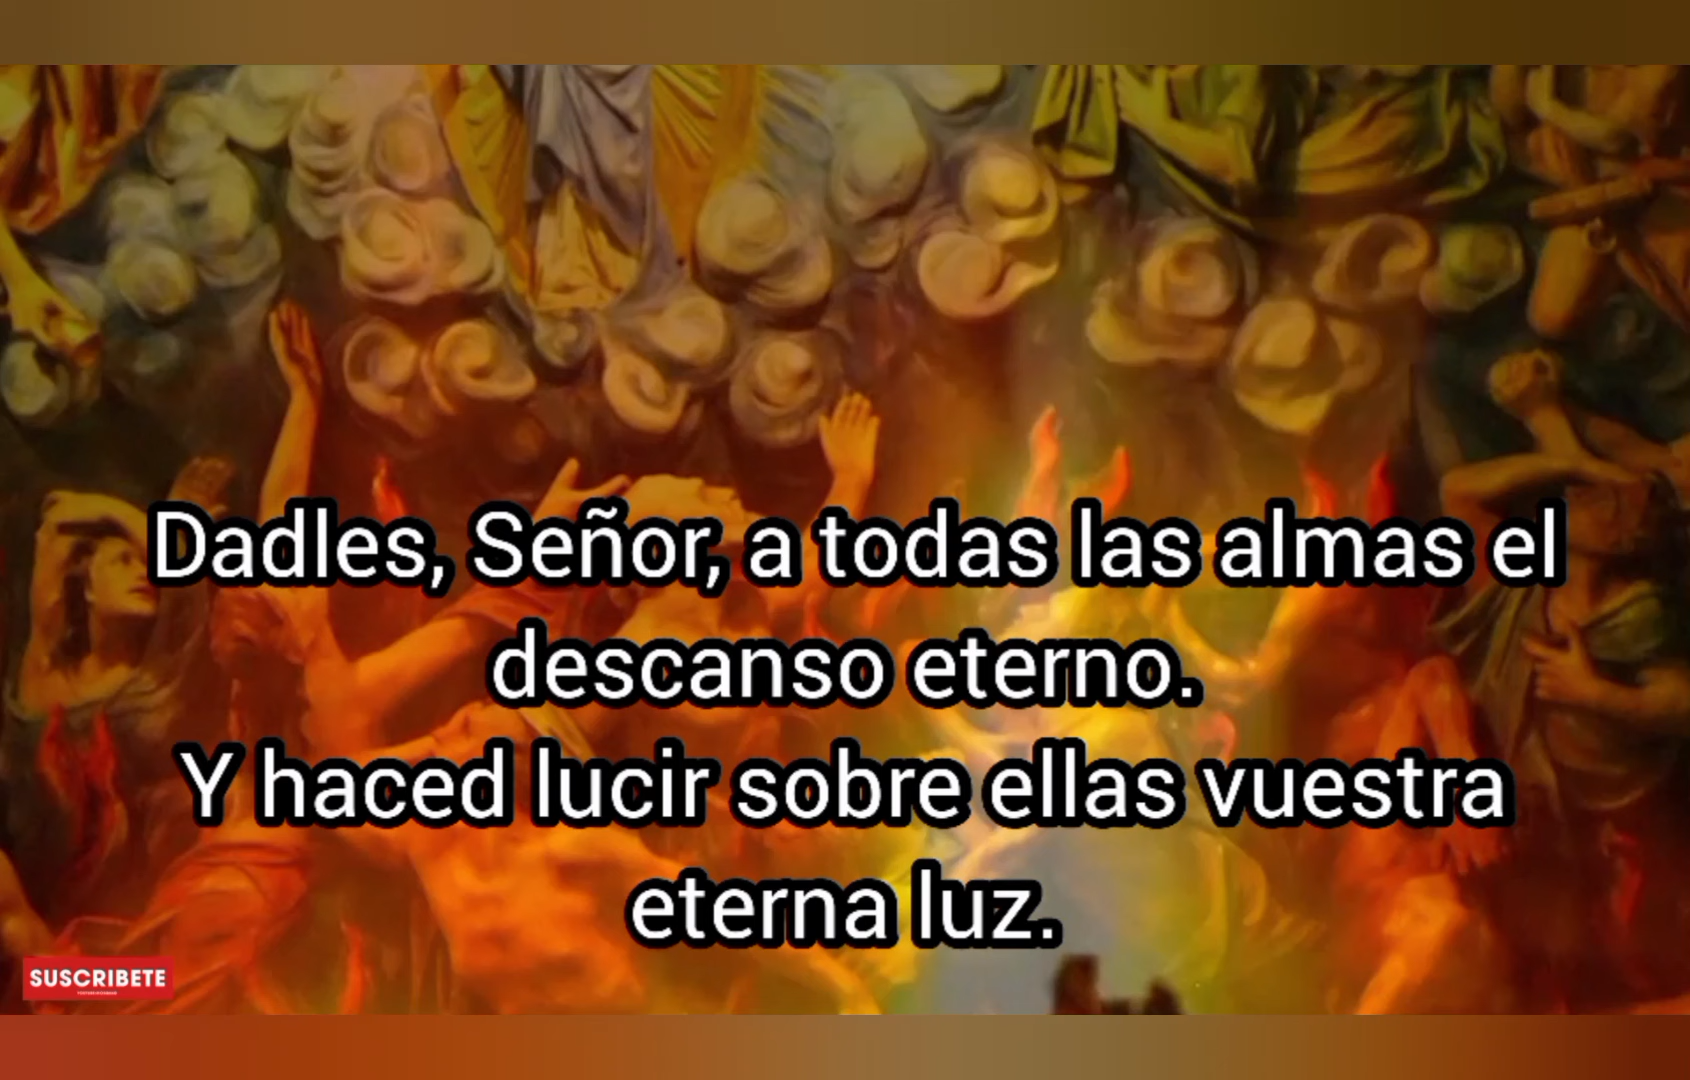 Dadles, Señor, a todas las almas el
descanso eterno.
Y haced lucir sobre ellas vuestra
eterna luz.
SUSCRIBETE